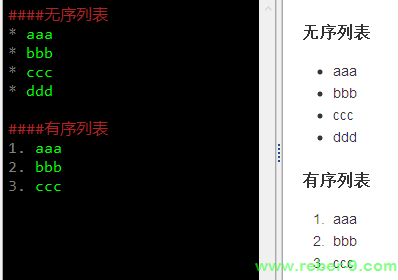 ####无序列表
* aaa
* bbb
* ccc
* ddd
####有序列表
1. aaa
2. bbb
3. ccc
无序列表
• aaa
• bbb
• ccc
• ddd
有序列表
1. aaa
2. bbb
3. ccc
www.reber-9.com